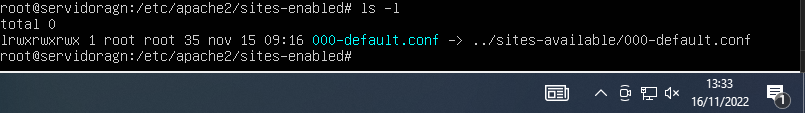 root@servidoragn:/etc/apache2/sites-enabled# ls -l
total 0
lrwxrwxrwx 1 root root 35 nov 15 09:16 000-default.conf -> ../sites-available/000-default.conf
root@servidoragn:/etc/apache2/sites-enabled#
13:33
16/11/2022
1